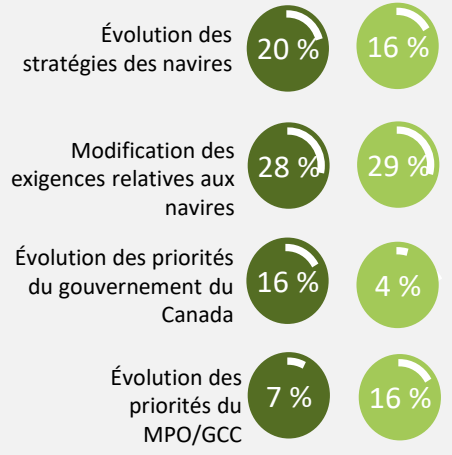 Évolution des
stratégies des navires
20 %
16 %
Modification des
exigences relatives aux
navires
28 %
29 %
Évolution des priorités
du gouvernement du
Canada
16 %
4 %
Évolution des
priorités du
MPO/GCC
7 %
16 %